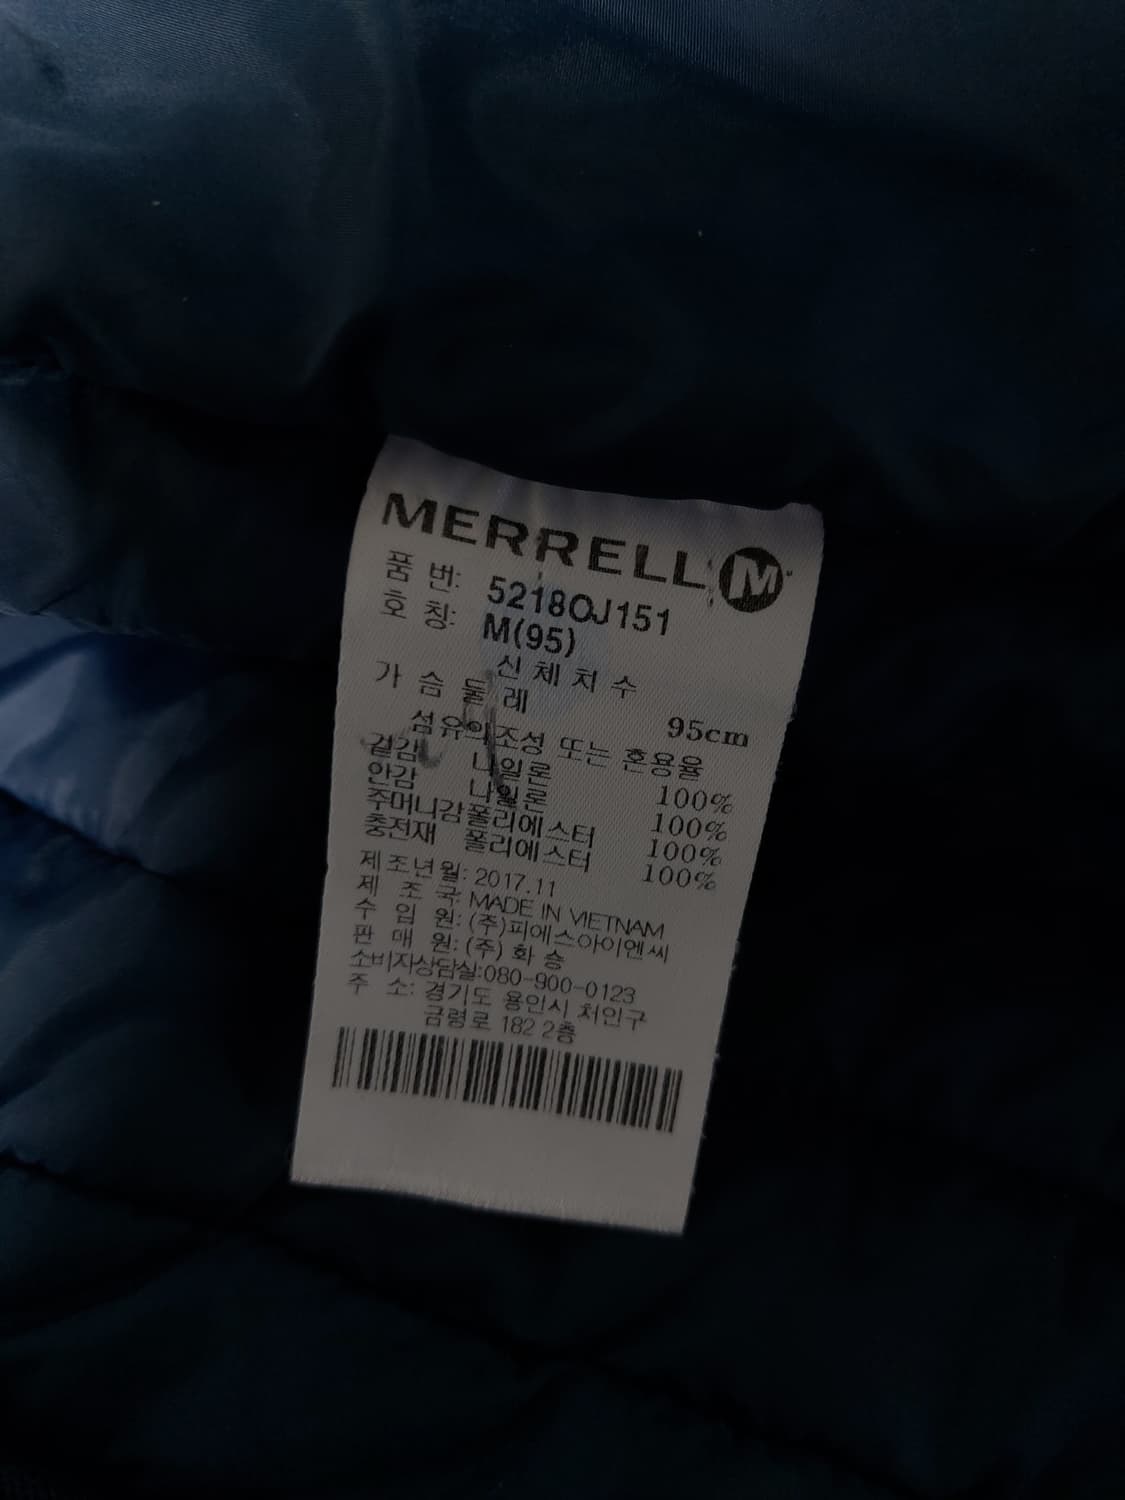 MERRELL M
품 번: 5218OJ151
호 칭: M(95)
신 체 치 수
가 슴 둘 레 95cm
섬유의 조성 또는 혼용율
겉감 나일론 100%
안감 나일론 100%
주머니감 폴리에스터 100%
충전재 폴리에스터 100%
제조년월: 2017.11
제 조 국: MADE IN VIETNAM
수 입 원: (주)피에스아이엔씨
판 매 원: (주) 화 승
소비자상담실:080-900-0123
주 소: 경기도 용인시 처인구
금령로 182 2층